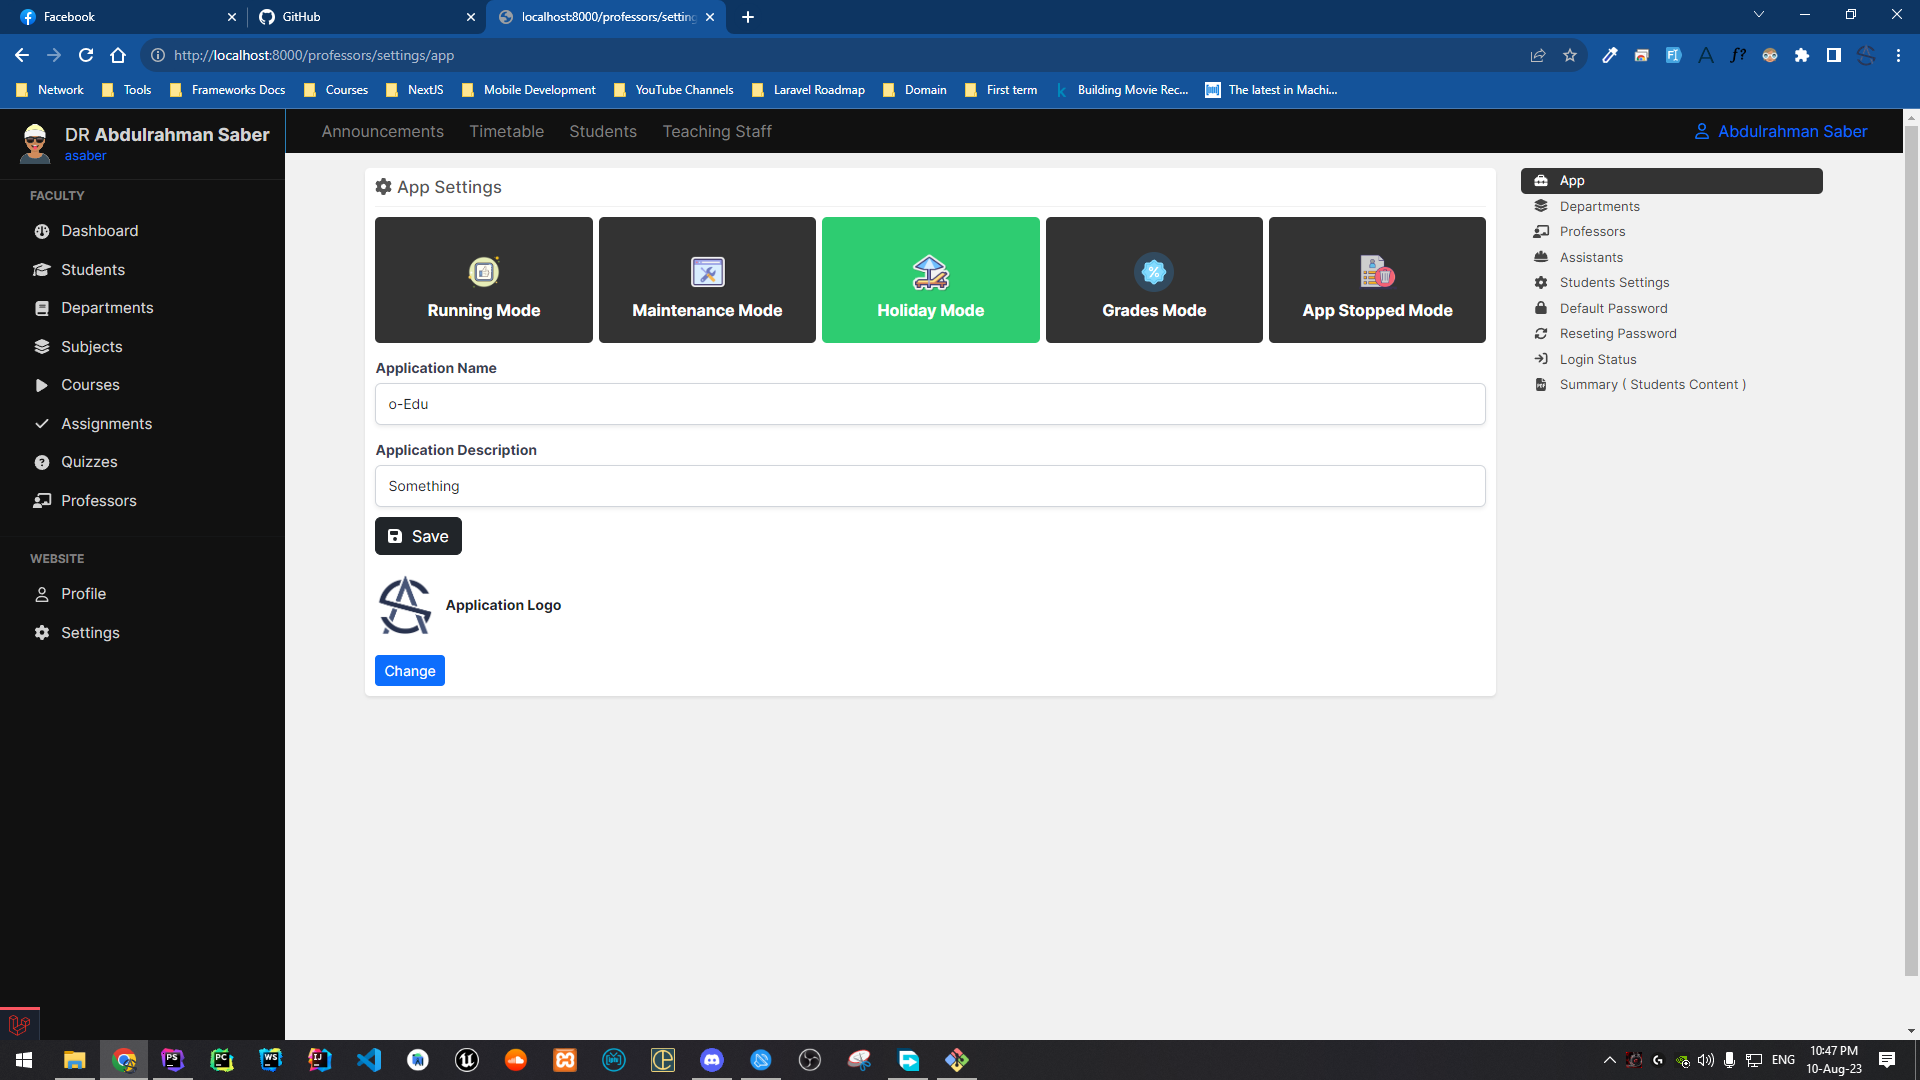 Facebook
GitHub
localhost:8000/professors/setting
http://localhost:8000/professors/settings/app
Network
Tools
Frameworks Docs
Courses
NextJS
Mobile Development
YouTube Channels
Laravel Roadmap
Domain
First term
Building Movie Rec...
The latest in Machi...
DR Abdulrahman Saber
asaber
FACULTY
Dashboard
Students
Departments
Subjects
Courses
Assignments
Quizzes
Professors
WEBSITE
Profile
Settings
Announcements
Timetable
Students
Teaching Staff
Abdulrahman Saber
App Settings
Running Mode
Maintenance Mode
Holiday Mode
Grades Mode
App Stopped Mode
Application Name
o-Edu
Application Description
Something
Save
Application Logo
Change
App
Departments
Professors
Assistants
Students Settings
Default Password
Reseting Password
Login Status
Summary ( Students Content )
ENG
10:47 PM
10-Aug-23